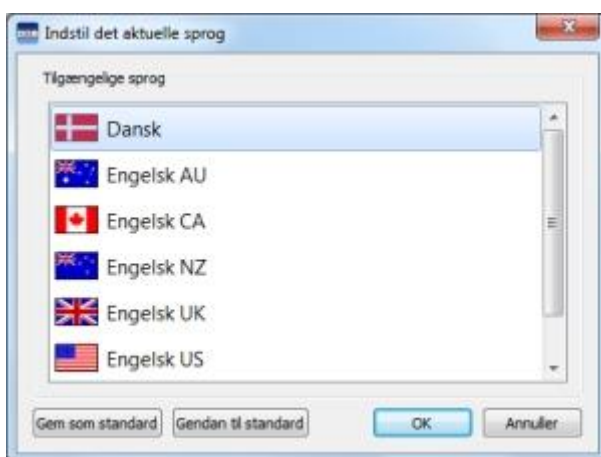 Indstil det aktuelle sprog
Tilgængelige sprog
Dansk
Engelsk AU
Engelsk CA
Engelsk NZ
Engelsk UK
Engelsk US
Gem som standard Gendan til standard OK Annuller